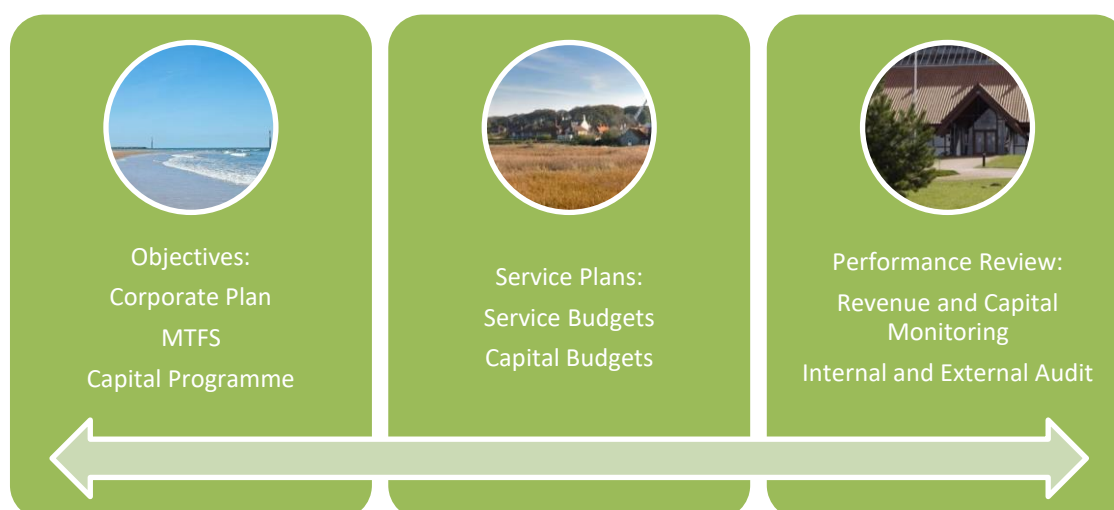 Objectives:
Corporate Plan
MTFS
Capital Programme
Service Plans:
Service Budgets
Capital Budgets
Performance Review:
Revenue and Capital
Monitoring
Internal and External Audit